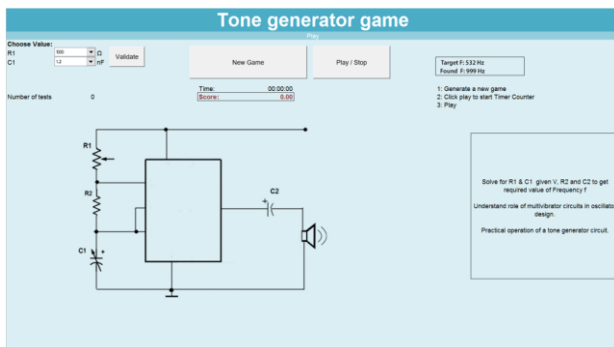 Tone generator game
Play
Choose Value:
R1 100 Ω
C1 12 nF
Validate
New Game
Play / Stop
Target F: 532 Hz
Found F: 999 Hz
Time: 00:00:00
Score: 0.00
Number of tests 0
1: Generate a new game
2: Click play to start Timer Counter
3: Play
R1
R2
C1
+
C2
+
Solve for R1 & C1 given V, R2 and C2 to get
required value of Frequency f
Understand role of multivibrator circuits in oscillator
design.
Practical operation of a tone generator circuit.